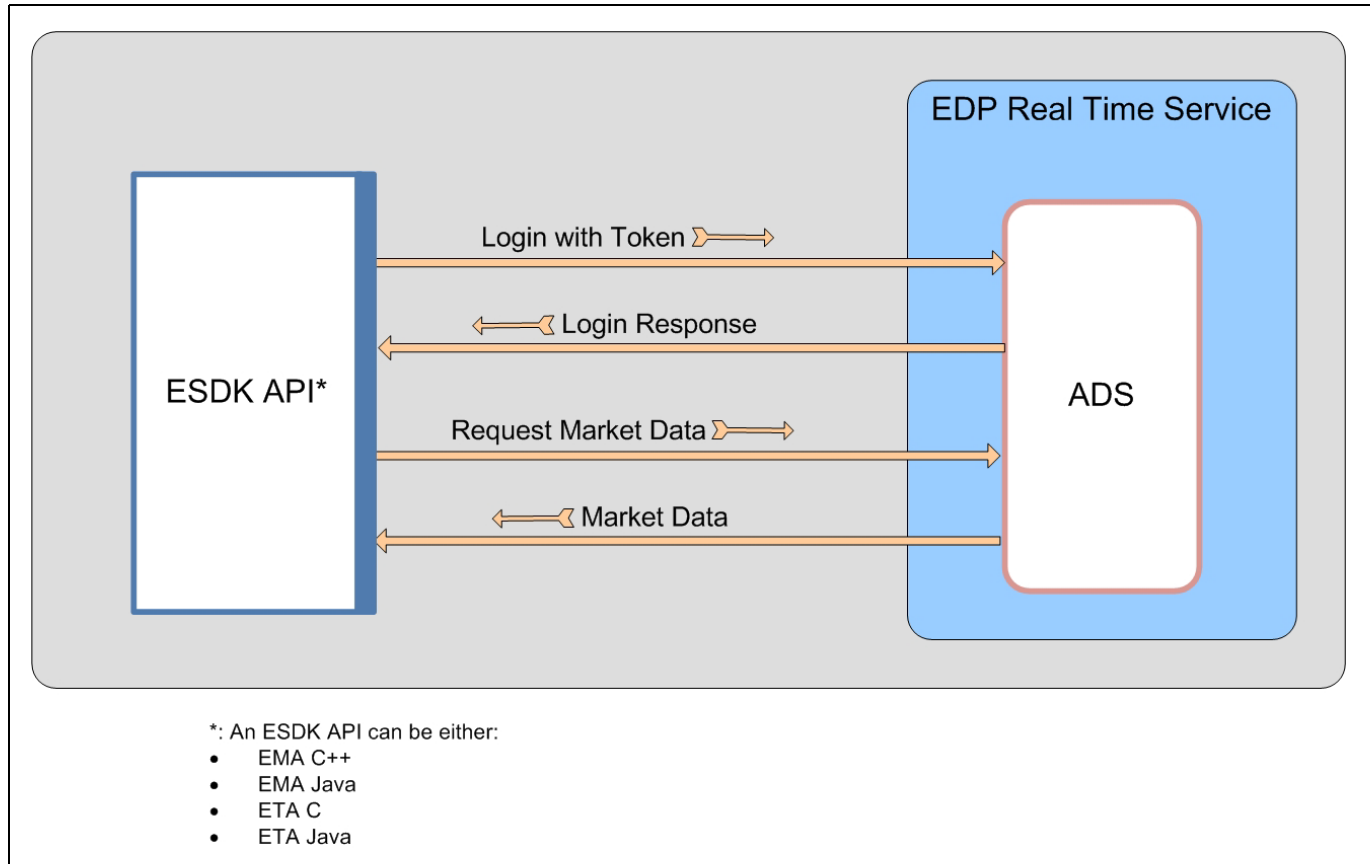 EDP Real Time Service
Login with Token
Login Response
ESDK API*
ADS
Request Market Data
Market Data
*: An ESDK API can be either:
• EMA C++
• EMA Java
• ETA C
• ETA Java